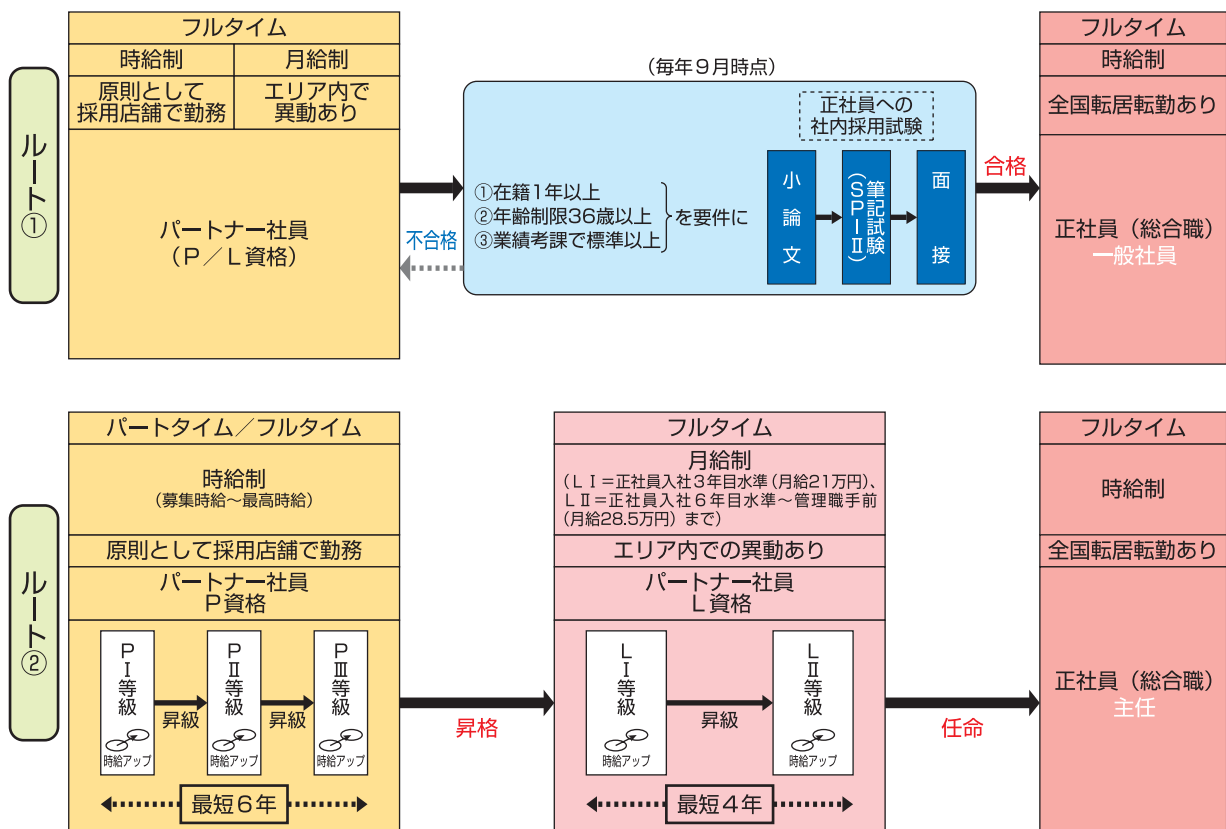 ルート①
フルタイム
時給制
月給制
原則として
採用店舗で勤務
エリア内で
異動あり
パートナー社員
（P／L資格）
不合格
（毎年９月時点）
正社員への
社内採用試験
①在籍1年以上
②年齢制限36歳以上
③業績考課で標準以上
を要件に
小論文
筆記試験
（SPI-Ⅱ）
面接
合格
フルタイム
時給制
全国転居転勤あり
正社員（総合職）
一般社員
ルート②
パートタイム／フルタイム
時給制
（募集時給～最高時給）
原則として採用店舗で勤務
パートナー社員
P資格
PⅠ等級
時給アップ
昇級
PⅡ等級
時給アップ
昇級
PⅢ等級
時給アップ
最短６年
昇格
フルタイム
月給制
（LⅠ＝正社員入社3年目水準（月給21万円）、
LⅡ＝正社員入社６年目水準～管理職手前
（月給28.5万円）まで）
エリア内での異動あり
パートナー社員
L資格
LⅠ等級
時給アップ
昇級
LⅡ等級
時給アップ
最短４年
任命
フルタイム
時給制
全国転居転勤あり
正社員（総合職）
主任